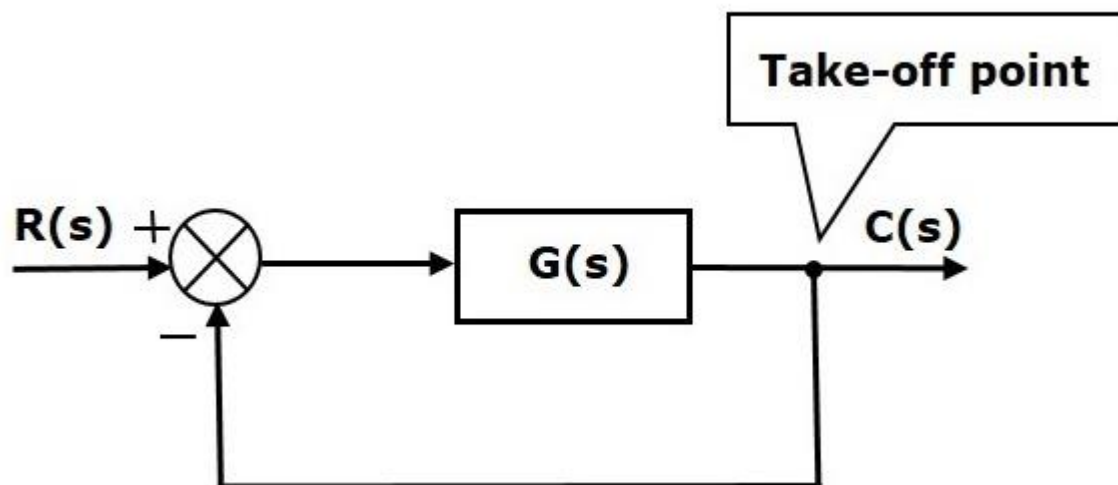 Take-off point
R(s) +
C(s)
G(s)
−